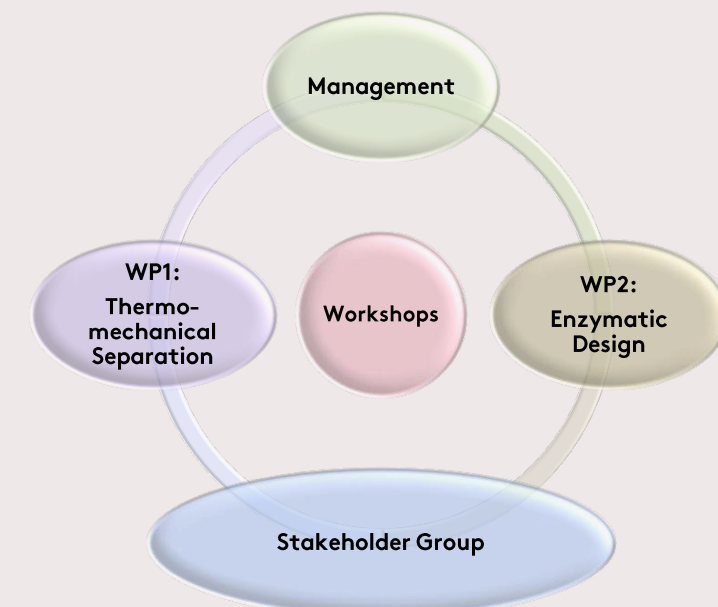 Management
WP1:
Thermo-
mechanical
Separation
Workshops
WP2:
Enzymatic
Design
Stakeholder Group